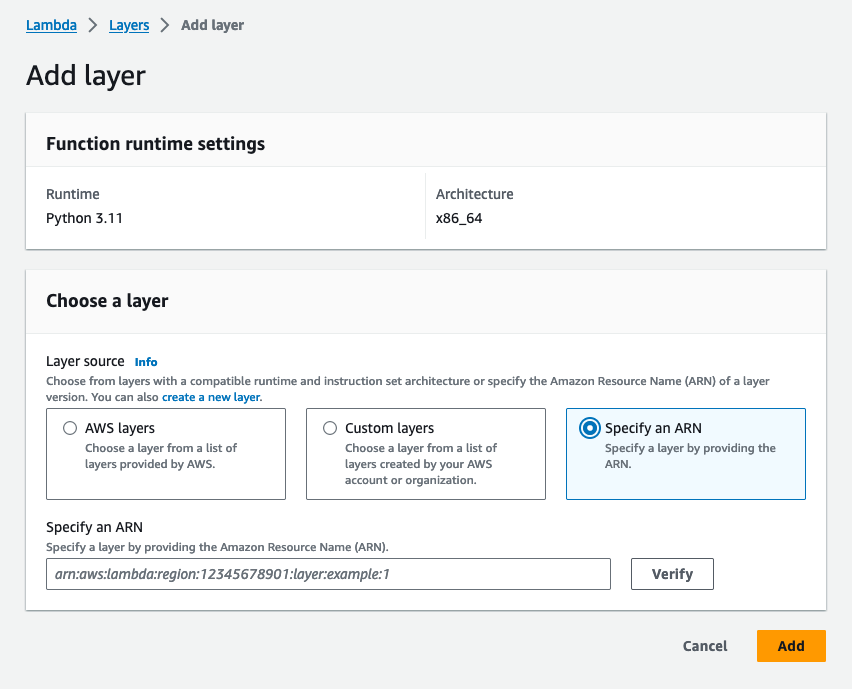 Lambda > Layers > Add layer
Add layer
Function runtime settings
Runtime
Python 3.11
Architecture
x86_64
Choose a layer
Layer source Info
Choose from layers with a compatible runtime and instruction set architecture or specify the Amazon Resource Name (ARN) of a layer
version. You can also create a new layer.
AWS layers
Choose a layer from a list of
layers provided by AWS.
Custom layers
Choose a layer from a list of
layers created by your AWS
account or organization.
Specify an ARN
Specify a layer by providing the
ARN.
Specify an ARN
Specify a layer by providing the Amazon Resource Name (ARN).
arn:aws:lambda:region:12345678901:layer:example:1
Verify
Cancel
Add